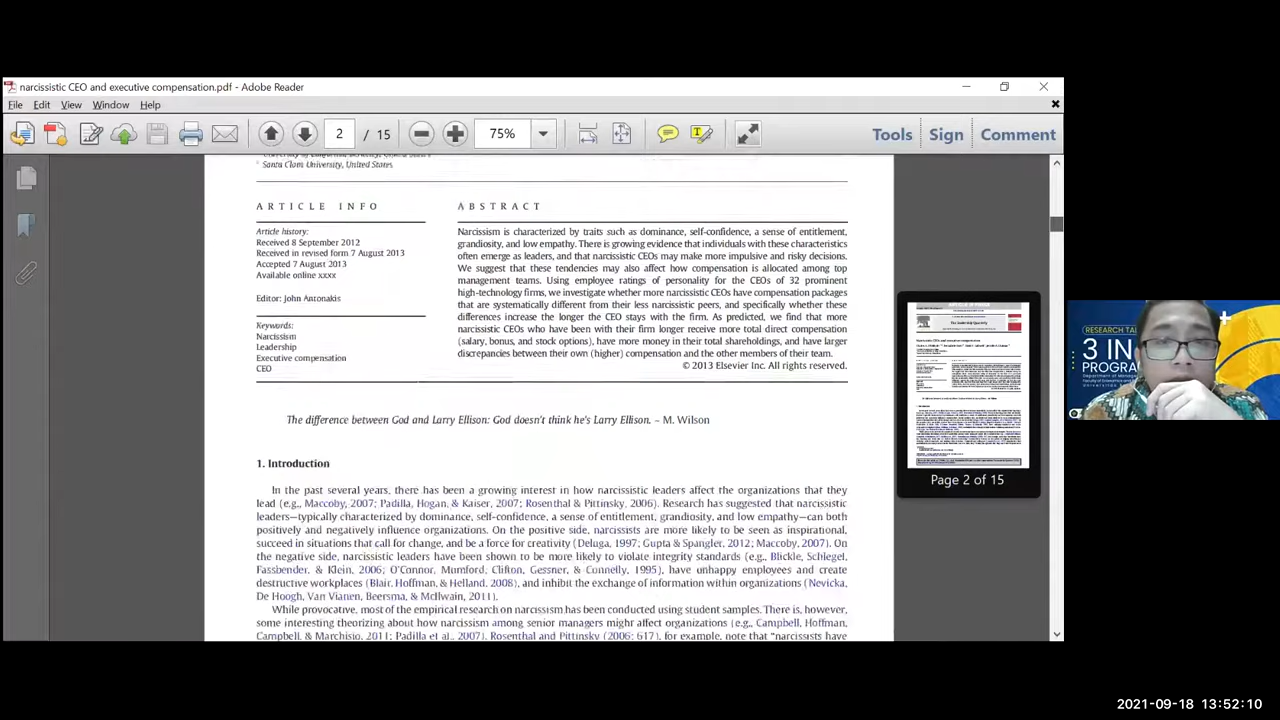 narcissistic CEO and executive compensation.pdf - Adobe Reader
File Edit View Window Help
2 / 15 75% Tools Sign Comment
Santa Clara University, United States
ARTICLE INFO
Article history:
Received 8 September 2012
Received in revised form 7 August 2013
Accepted 7 August 2013
Available online xxxx
Editor: John Antonakis
Keywords:
Narcissism
Leadership
Executive compensation
CEO
ABSTRACT
Narcissism is characterized by traits such as dominance, self-confidence, a sense of entitlement,
grandiosity, and low empathy. There is growing evidence that individuals with these characteristics
often emerge as leaders, and that narcissistic CEOs may make more impulsive and risky decisions.
We suggest that these tendencies may also affect how compensation is allocated among top
management teams. Using employee ratings of personality for the CEOs of 32 prominent
high-technology firms, we investigate whether more narcissistic CEOs have compensation packages
that are systematically different from their less narcissistic peers, and specifically whether these
differences increase the longer the CEO stays with the firm. As predicted, we find that more
narcissistic CEOs who have been with their firm longer receive more total direct compensation
(salary, bonus, and stock options), have more money in their total shareholdings, and have larger
discrepancies between their own (higher) compensation and the other members of their team.
© 2013 Elsevier Inc. All rights reserved.
The difference between God and Larry Ellison: God doesn't think he's Larry Ellison. – M. Wilson
1. Introduction
In the past several years, there has been a growing interest in how narcissistic leaders affect the organizations that they
lead (e.g., Maccoby, 2007; Padilla, Hogan, & Kaiser, 2007; Rosenthal & Pittinsky, 2006). Research has suggested that narcissistic
leaders—typically characterized by dominance, self-confidence, a sense of entitlement, grandiosity, and low empathy—can both
positively and negatively influence organizations. On the positive side, narcissists are more likely to be seen as inspirational,
succeed in situations that call for change, and be a force for creativity (Deluga, 1997; Gupta & Spangler, 2012; Maccoby, 2007). On
the negative side, narcissistic leaders have been shown to be more likely to violate integrity standards (e.g., Blickle, Schlegel,
Fassbender, & Klein, 2006; O'Connor, Mumford, Clifton, Gessner, & Connelly, 1995), have unhappy employees and create
destructive workplaces (Blair, Hoffman, & Helland, 2008), and inhibit the exchange of information within organizations (Nevicka,
De Hoogh, Van Vianen, Beersma, & McIlwain, 2011).
While provocative, most of the empirical research on narcissism has been conducted using student samples. There is, however,
some interesting theorizing about how narcissism among senior managers might affect organizations (e.g., Campbell, Hoffman,
Campbell, & Marchisio, 2011; Padilla et al., 2007). Rosenthal and Pittinsky (2006: 617), for example, note that "narcissists have
Page 2 of 15
RESEARCH TA
3 IN
PROGRA
2021-09-18 13:52:10